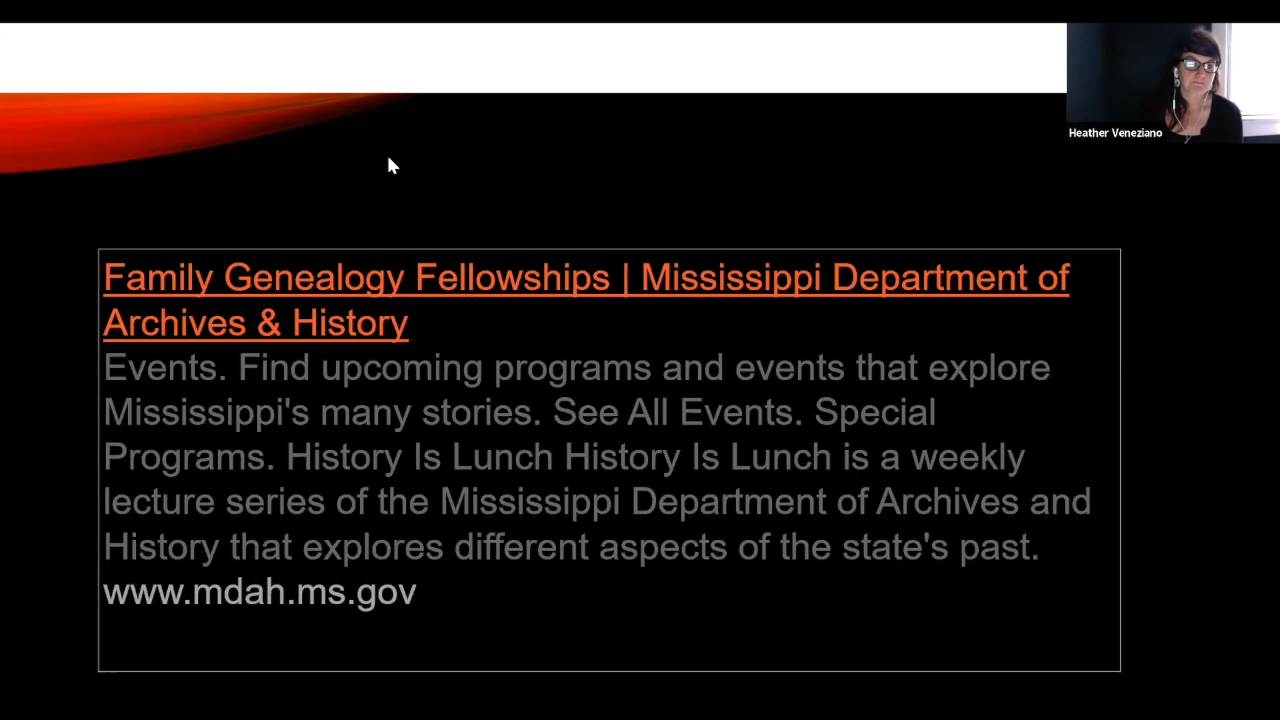 Heather Veneziano
Family Genealogy Fellowships | Mississippi Department of
Archives & History
Events. Find upcoming programs and events that explore
Mississippi's many stories. See All Events. Special
Programs. History Is Lunch History Is Lunch is a weekly
lecture series of the Mississippi Department of Archives and
History that explores different aspects of the state's past.
www.mdah.ms.gov